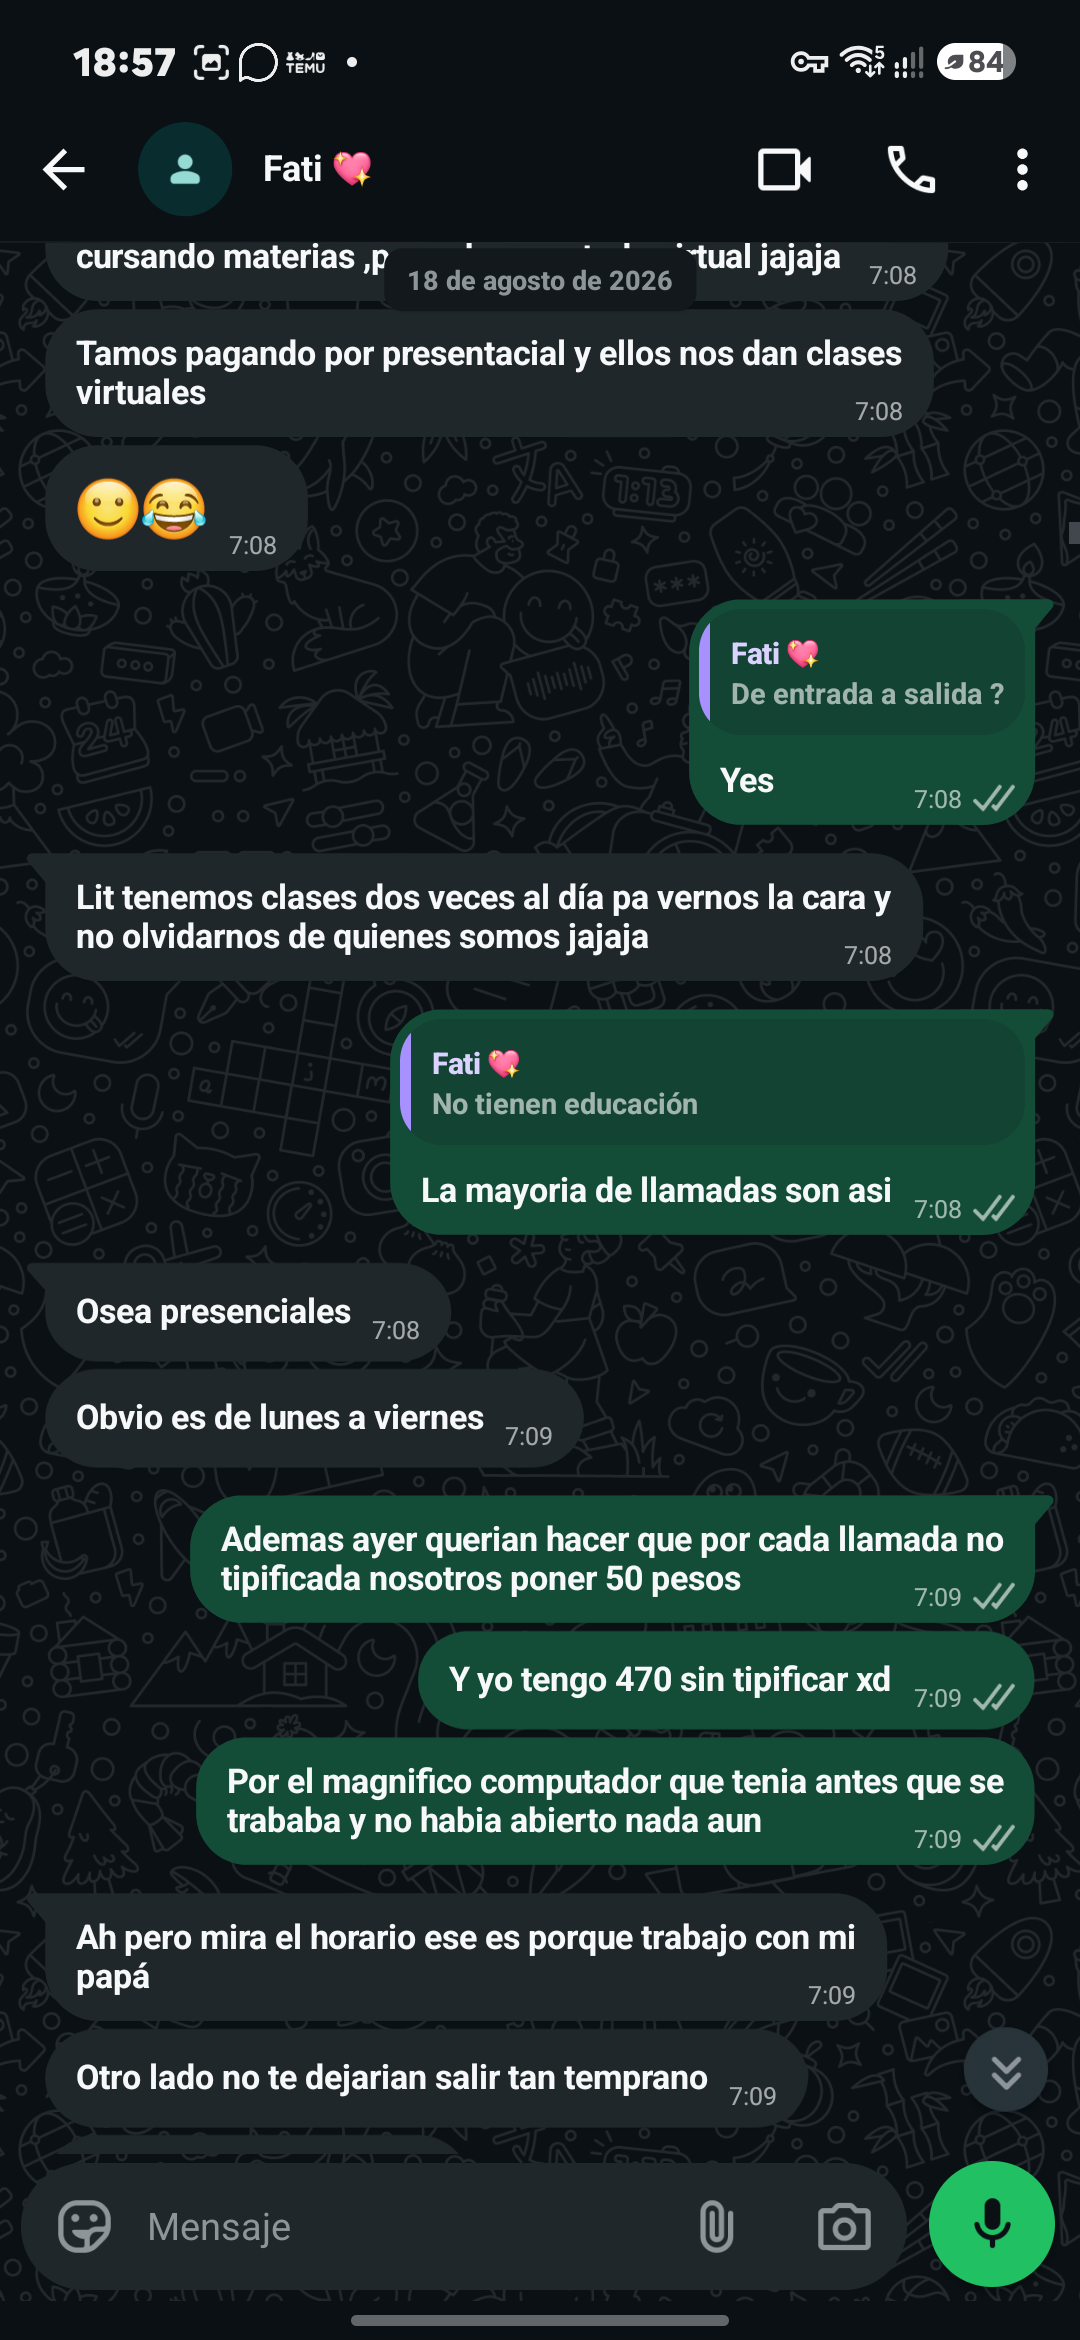 18:57
TEMU
5
84
Fati 💖
cursando materias ,p
rtual jajaja
7:08
18 de agosto de 2026
Tamos pagando por presentacial y ellos nos dan clases
virtuales
7:08
🙂😂
7:08
Fati 💖
De entrada a salida ?
Yes
7:08
Lit tenemos clases dos veces al día pa vernos la cara y
no olvidarnos de quienes somos jajaja
7:08
Fati 💖
No tienen educación
La mayoria de llamadas son asi
7:08
Osea presenciales
7:08
Obvio es de lunes a viernes
7:09
Ademas ayer querian hacer que por cada llamada no
tipificada nosotros poner 50 pesos
7:09
Y yo tengo 470 sin tipificar xd
7:09
Por el magnifico computador que tenia antes que se
trababa y no habia abierto nada aun
7:09
Ah pero mira el horario ese es porque trabajo con mi
papá
7:09
Otro lado no te dejarian salir tan temprano
7:09
Mensaje